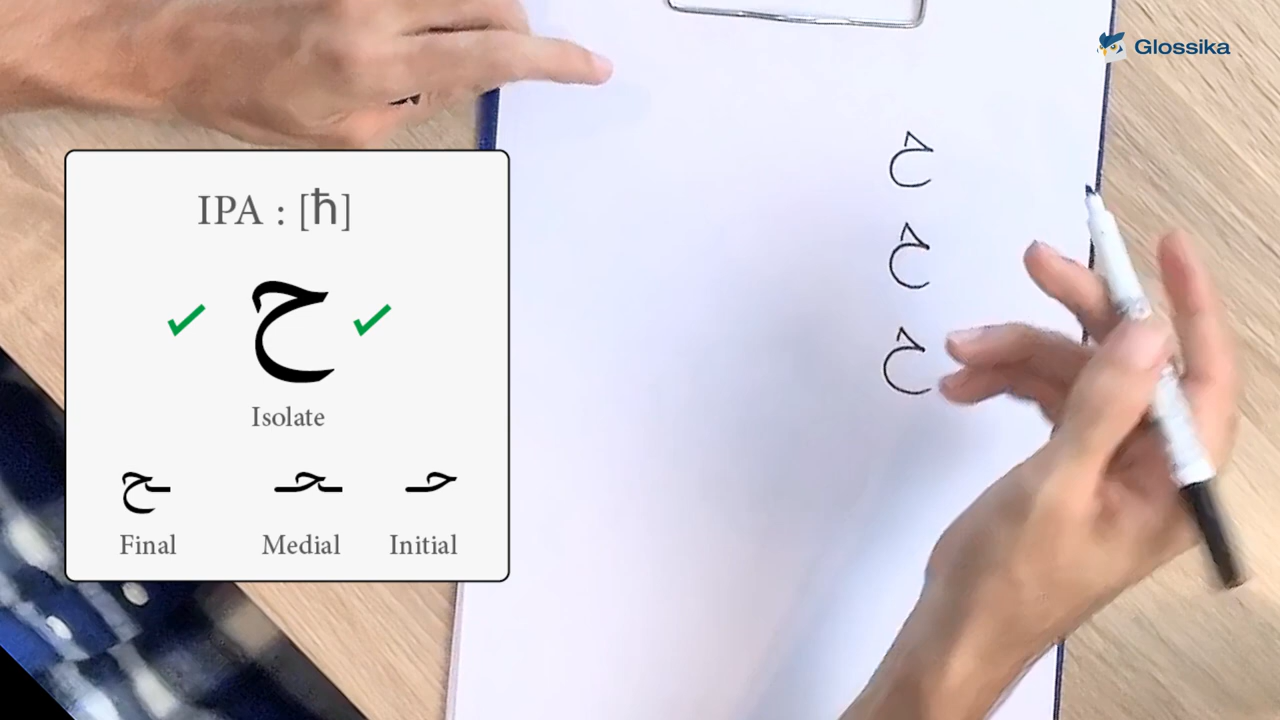 Glossika
IPA : [ħ]
ح
Isolate
ـح ـحـ حـ
Final Medial Initial
ح
ح
ح